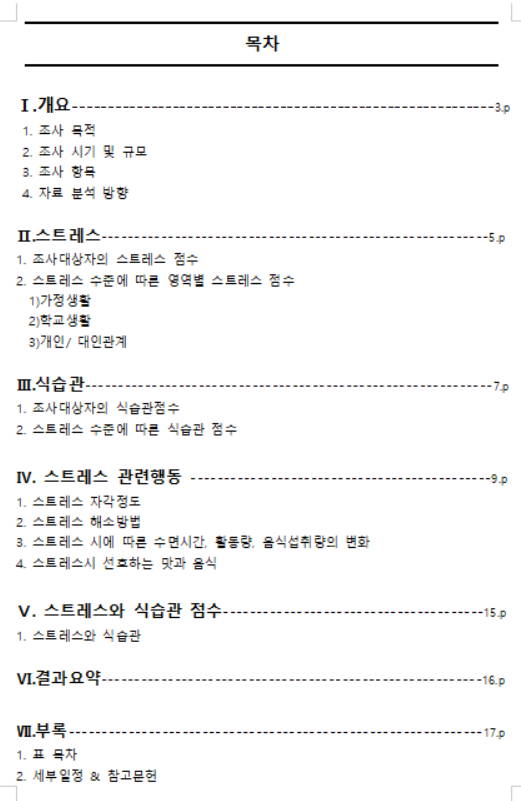 목차
Ⅰ.개요-----------------------------------------------------------3.p
1. 조사 목적
2. 조사 시기 및 규모
3. 조사 항목
4. 자료 분석 방향
Ⅱ.스트레스------------------------------------------------------5.p
1. 조사대상자의 스트레스 점수
2. 스트레스 수준에 따른 영역별 스트레스 점수
1)가정생활
2)학교생활
3)개인/ 대인관계
Ⅲ.식습관---------------------------------------------------------7.p
1. 조사대상자의 식습관점수
2. 스트레스 수준에 따른 식습관 점수
Ⅳ. 스트레스 관련행동 ------------------------------------------9.p
1. 스트레스 자각정도
2. 스트레스 해소방법
3. 스트레스 시에 따른 수면시간, 활동량, 음식섭취량의 변화
4. 스트레스시 선호하는 맛과 음식
Ⅴ. 스트레스와 식습관 점수------------------------------------15.p
1. 스트레스와 식습관
Ⅵ.결과요약-----------------------------------------------------16.p
Ⅶ.부록----------------------------------------------------------17.p
1. 표 목차
2. 세부일정 & 참고문헌